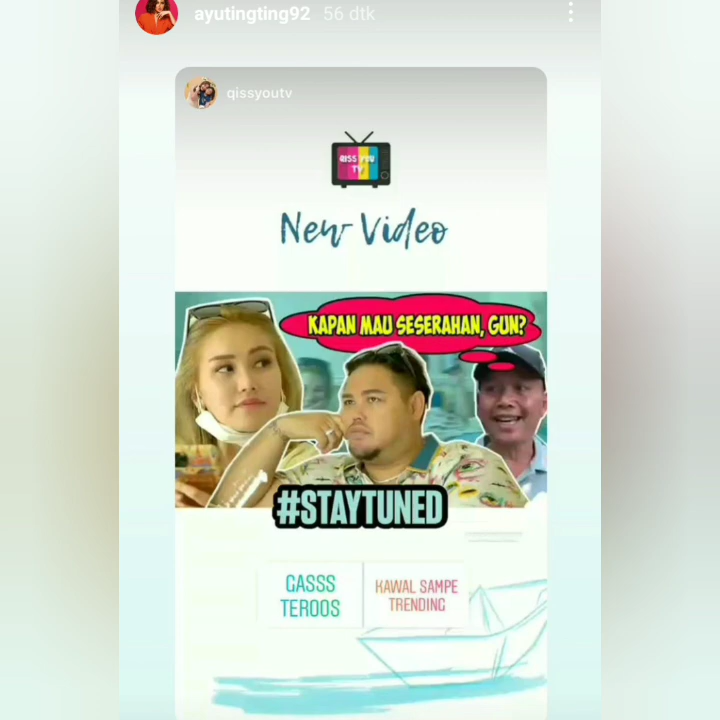 ayutingting92 56 dtk
qissyoutv
QISS YOU
TV
New Video
KAPAN MAU SESERAHAN, GUN?
#STAYTUNED
GASSS
TEROOS
KAWAL SAMPE
TRENDING